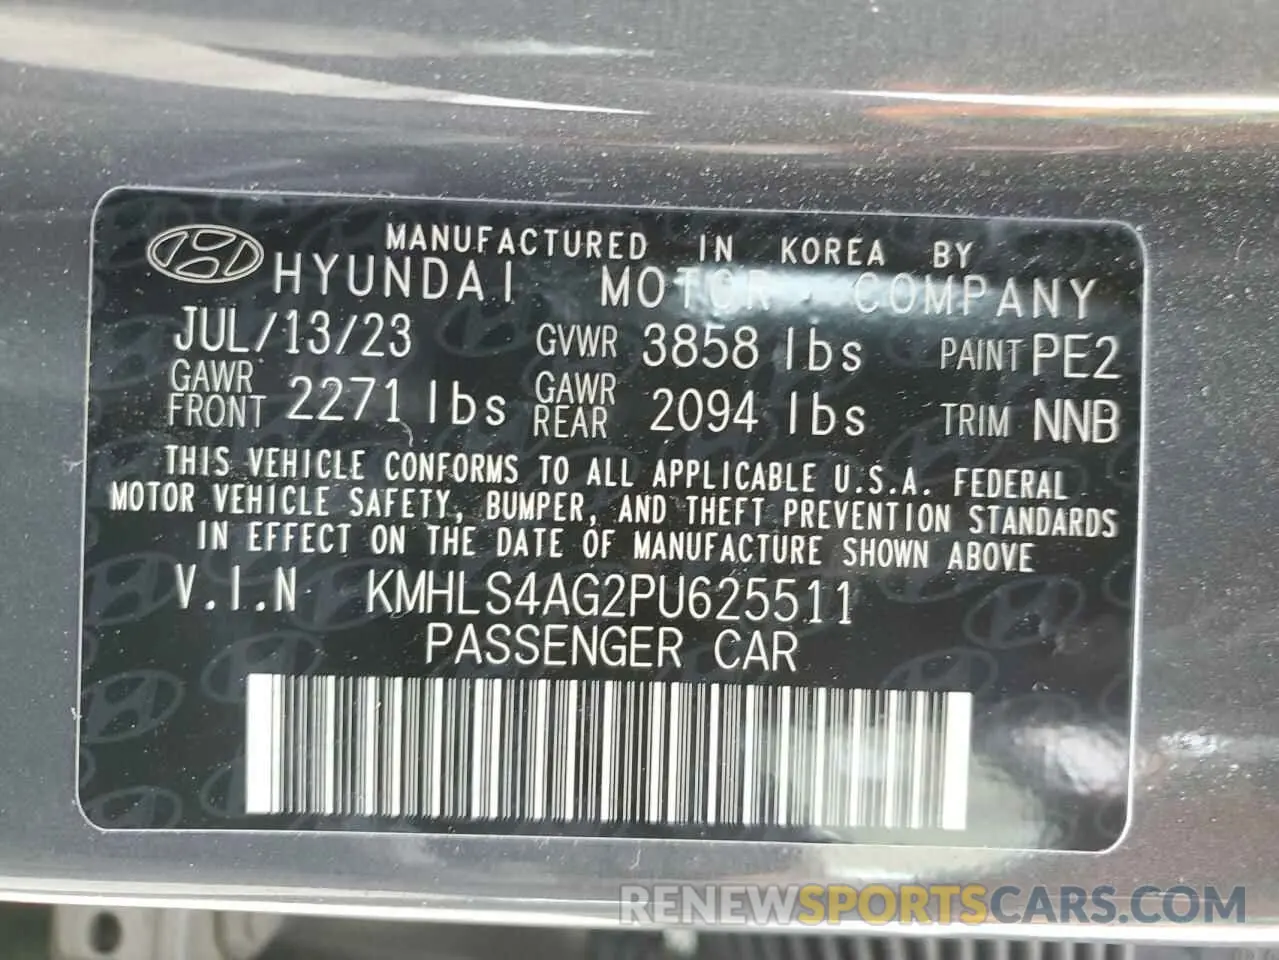 MANUFACTURED IN KOREA BY
HYUNDAI MOTOR COMPANY
JUL/13/23 GVWR 3858 lbs PAINT PE2
GAWR FRONT 2271 lbs GAWR REAR 2094 lbs TRIM NNB
THIS VEHICLE CONFORMS TO ALL APPLICABLE U.S.A. FEDERAL
MOTOR VEHICLE SAFETY, BUMPER, AND THEFT PREVENTION STANDARDS
IN EFFECT ON THE DATE OF MANUFACTURE SHOWN ABOVE
V.I.N KMHLS4AG2PU625511
PASSENGER CAR
RENEWSPORTSCARS.COM